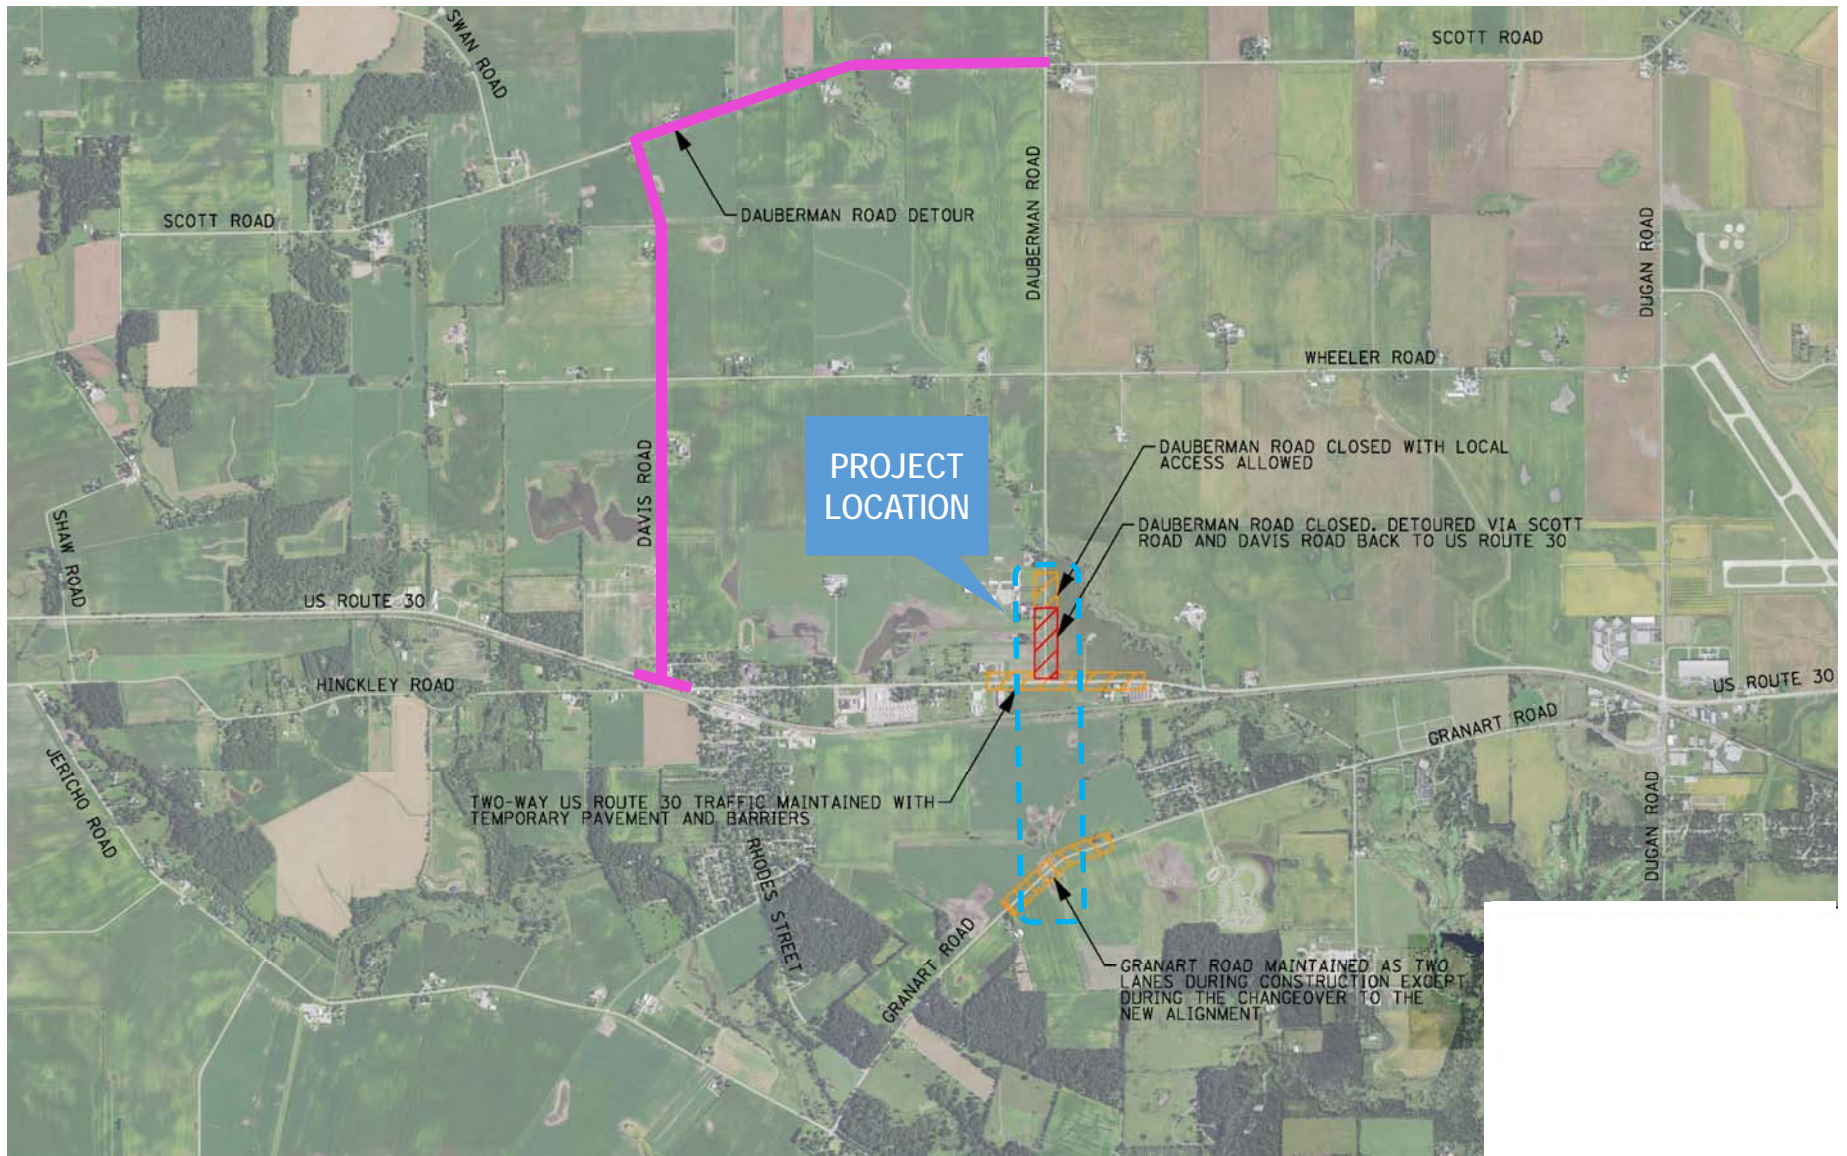 SWAN ROAD
SCOTT ROAD
SCOTT ROAD
DAUBERMAN ROAD DETOUR
DAUBERMAN ROAD
DUGAN ROAD
WHEELER ROAD
PROJECT
LOCATION
DAUBERMAN ROAD CLOSED WITH LOCAL
ACCESS ALLOWED
DAVIS ROAD
DAUBERMAN ROAD CLOSED. DETOURED VIA SCOTT
ROAD AND DAVIS ROAD BACK TO US ROUTE 30
SHAW ROAD
US ROUTE 30
HINCKLEY ROAD
US ROUTE 30
GRANART ROAD
JERICHO ROAD
TWO-WAY US ROUTE 30 TRAFFIC MAINTAINED WITH
TEMPORARY PAVEMENT AND BARRIERS
DUGAN ROAD
RHODES STREET
GRANART ROAD
GRANART ROAD MAINTAINED AS TWO
LANES DURING CONSTRUCTION EXCEPT
DURING THE CHANGEOVER TO THE
NEW ALIGNMENT